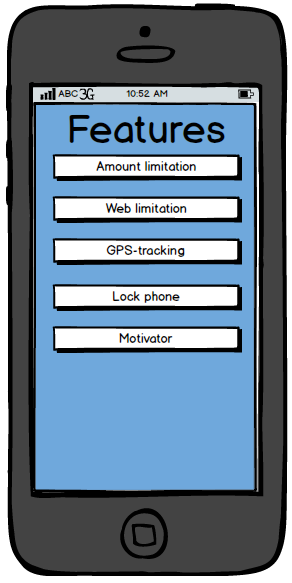 ABC 3G 10:52 AM
Features
Amount limitation
Web limitation
GPS-tracking
Lock phone
Motivator